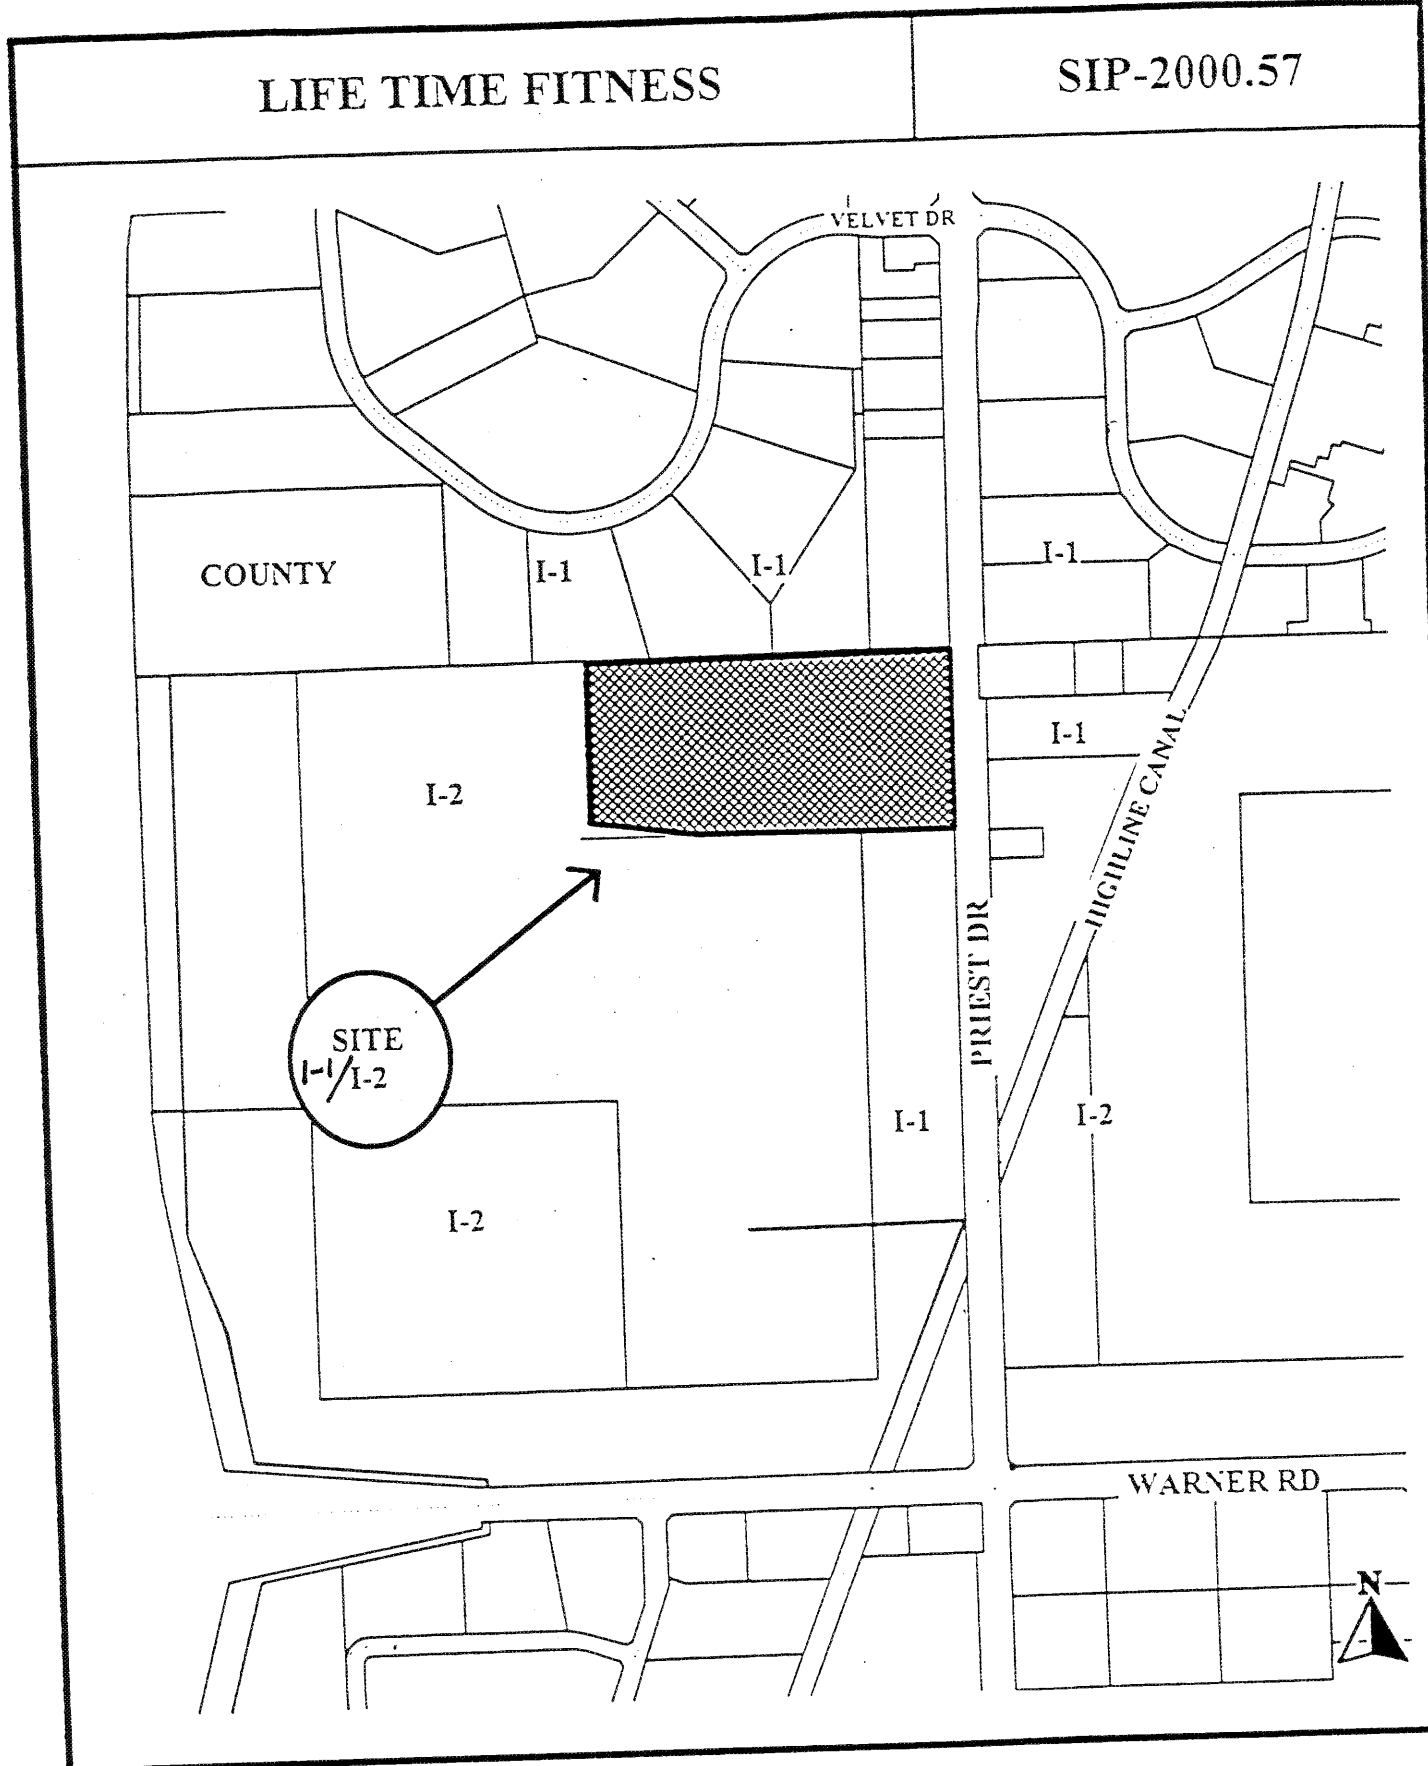 LIFE TIME FITNESS
SIP-2000.57
VELVET DR
COUNTY
I-1
I-1
I-1
I-1
I-2
HIGHLINE CANAL
PRIEST DR
SITE
I-1/
I-2
I-1
I-2
I-2
WARNER RD
N